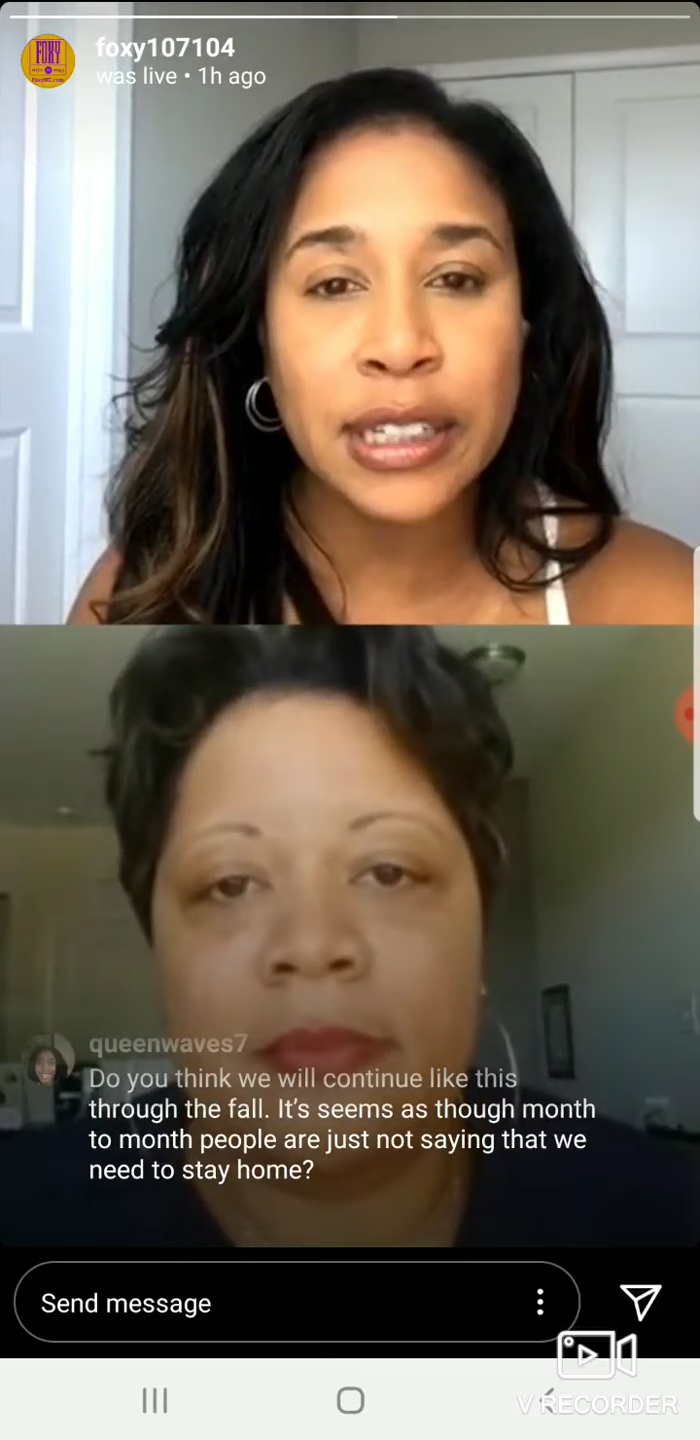 foxy107104
was live • 1h ago
FOXY
queenwaves7
Do you think we will continue like this
through the fall. It's seems as though month
to month people are just not saying that we
need to stay home?
Send message
V RECORDER